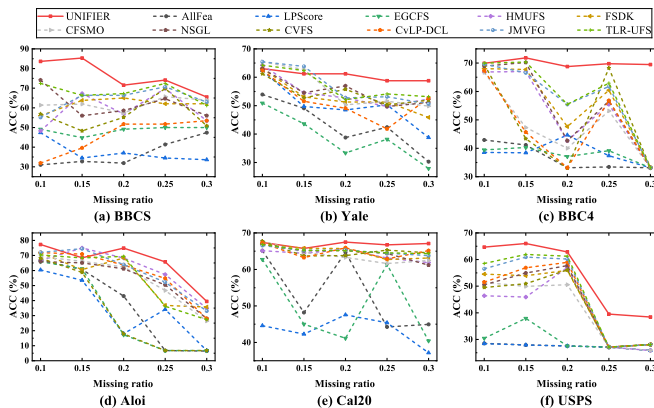 UNIFIER AllFea LPScore EGCFS HMUFS FSDK
CFSMO NSGL CVFS CvLP-DCL JMVFG TLR-UFS
ACC (%)
90
80
70
60
50
40
30
0.1 0.15 0.2 0.25 0.3
Missing ratio
(a) BBCS
ACC (%)
70
60
50
40
30
0.1 0.15 0.2 0.25 0.3
Missing ratio
(b) Yale
ACC (%)
70
60
50
40
30
0.1 0.15 0.2 0.25 0.3
Missing ratio
(c) BBC4
ACC (%)
80
70
60
50
40
30
20
10
0
0.1 0.15 0.2 0.25 0.3
Missing ratio
(d) Aloi
ACC (%)
70
60
50
40
0.1 0.15 0.2 0.25 0.3
Missing ratio
(e) Cal20
ACC (%)
70
60
50
40
30
0.1 0.15 0.2 0.25 0.3
Missing ratio
(f) USPS